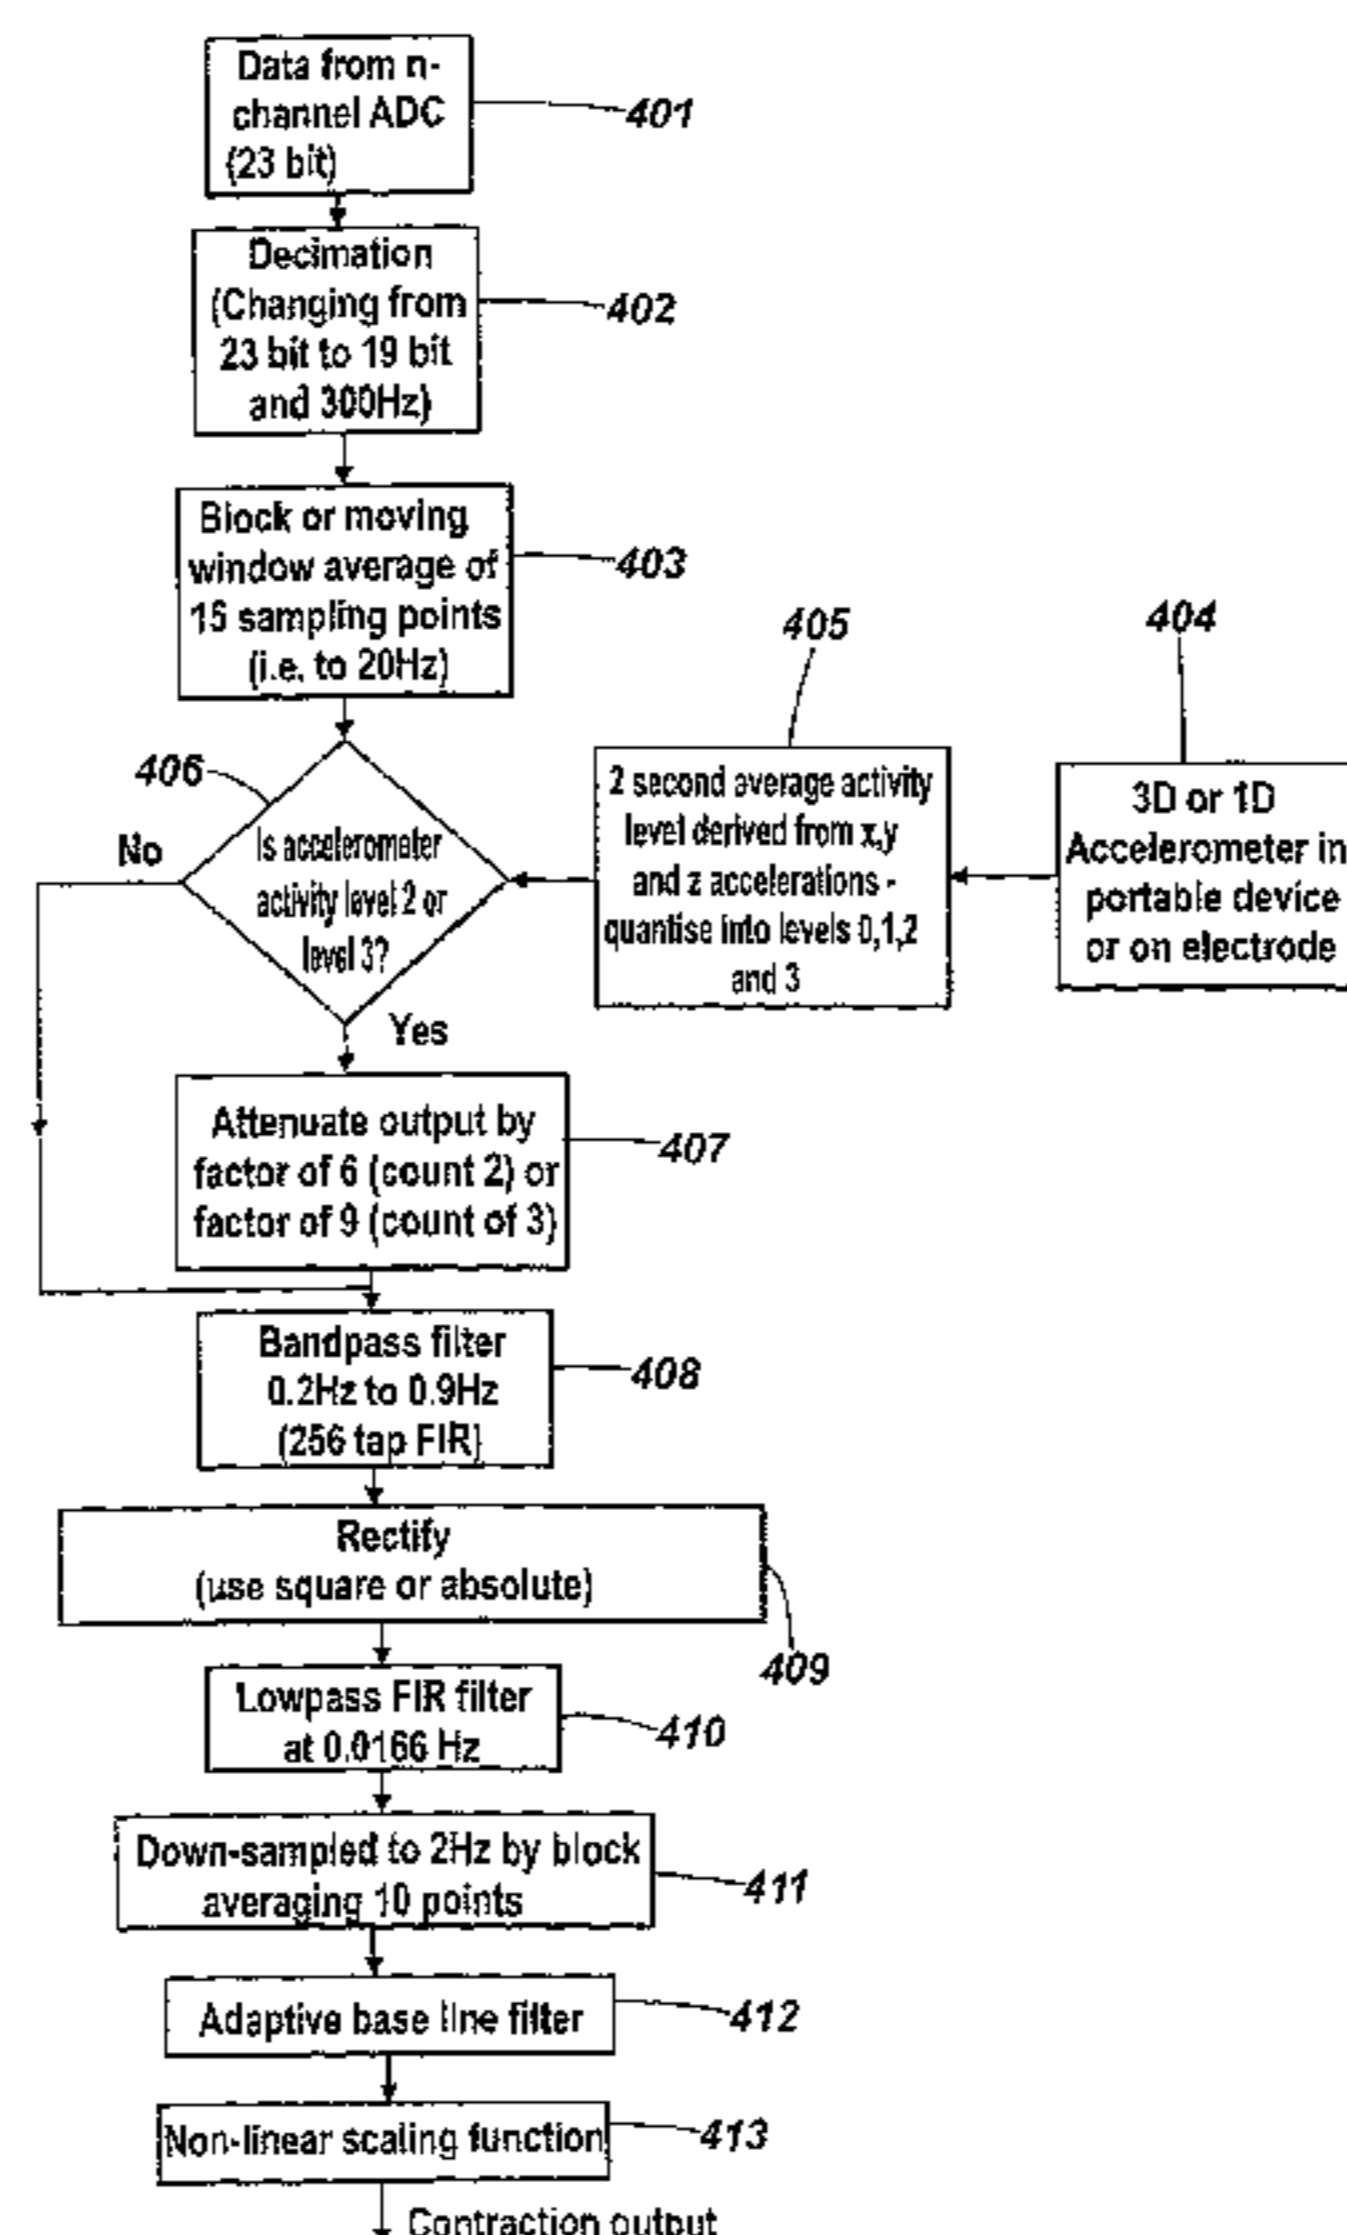 Data from n-
channel ADC
(23 bit)
401
Decimation
(Changing from
23 bit to 19 bit
and 300Hz)
402
Block or moving
window average of
15 sampling points
(i.e. to 20Hz)
403
404
3D or 1D
Accelerometer in
portable device
or on electrode
405
2 second average activity
level derived from x,y
and z accelerations -
quantise into levels 0,1,2
and 3
406
Is accelerometer
activity level 2 or
level 3?
No
Yes
Attenuate output by
factor of 6 (count 2) or
factor of 9 (count of 3)
407
Bandpass filter
0.2Hz to 0.9Hz
(256 tap FIR)
408
Rectify
(use square or absolute)
409
Lowpass FIR filter
at 0.0166 Hz
410
Down-sampled to 2Hz by block
averaging 10 points
411
Adaptive base line filter
412
Non-linear scaling function
413
Contraction output